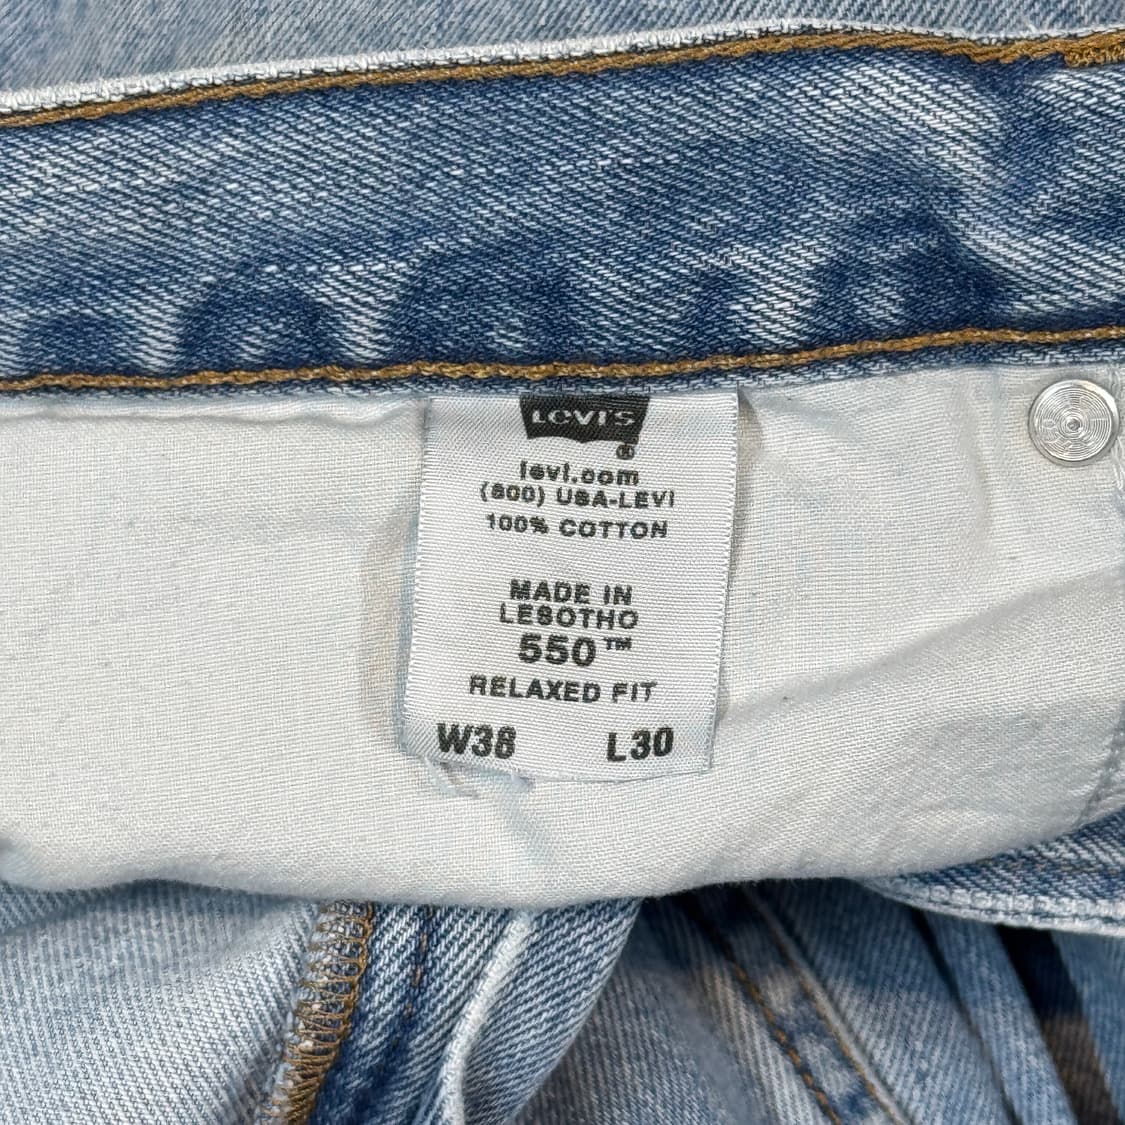 LEVI'S
®
levi.com
(800) USA-LEVI
100% COTTON
MADE IN
LESOTHO
550™
RELAXED FIT
W38 L30